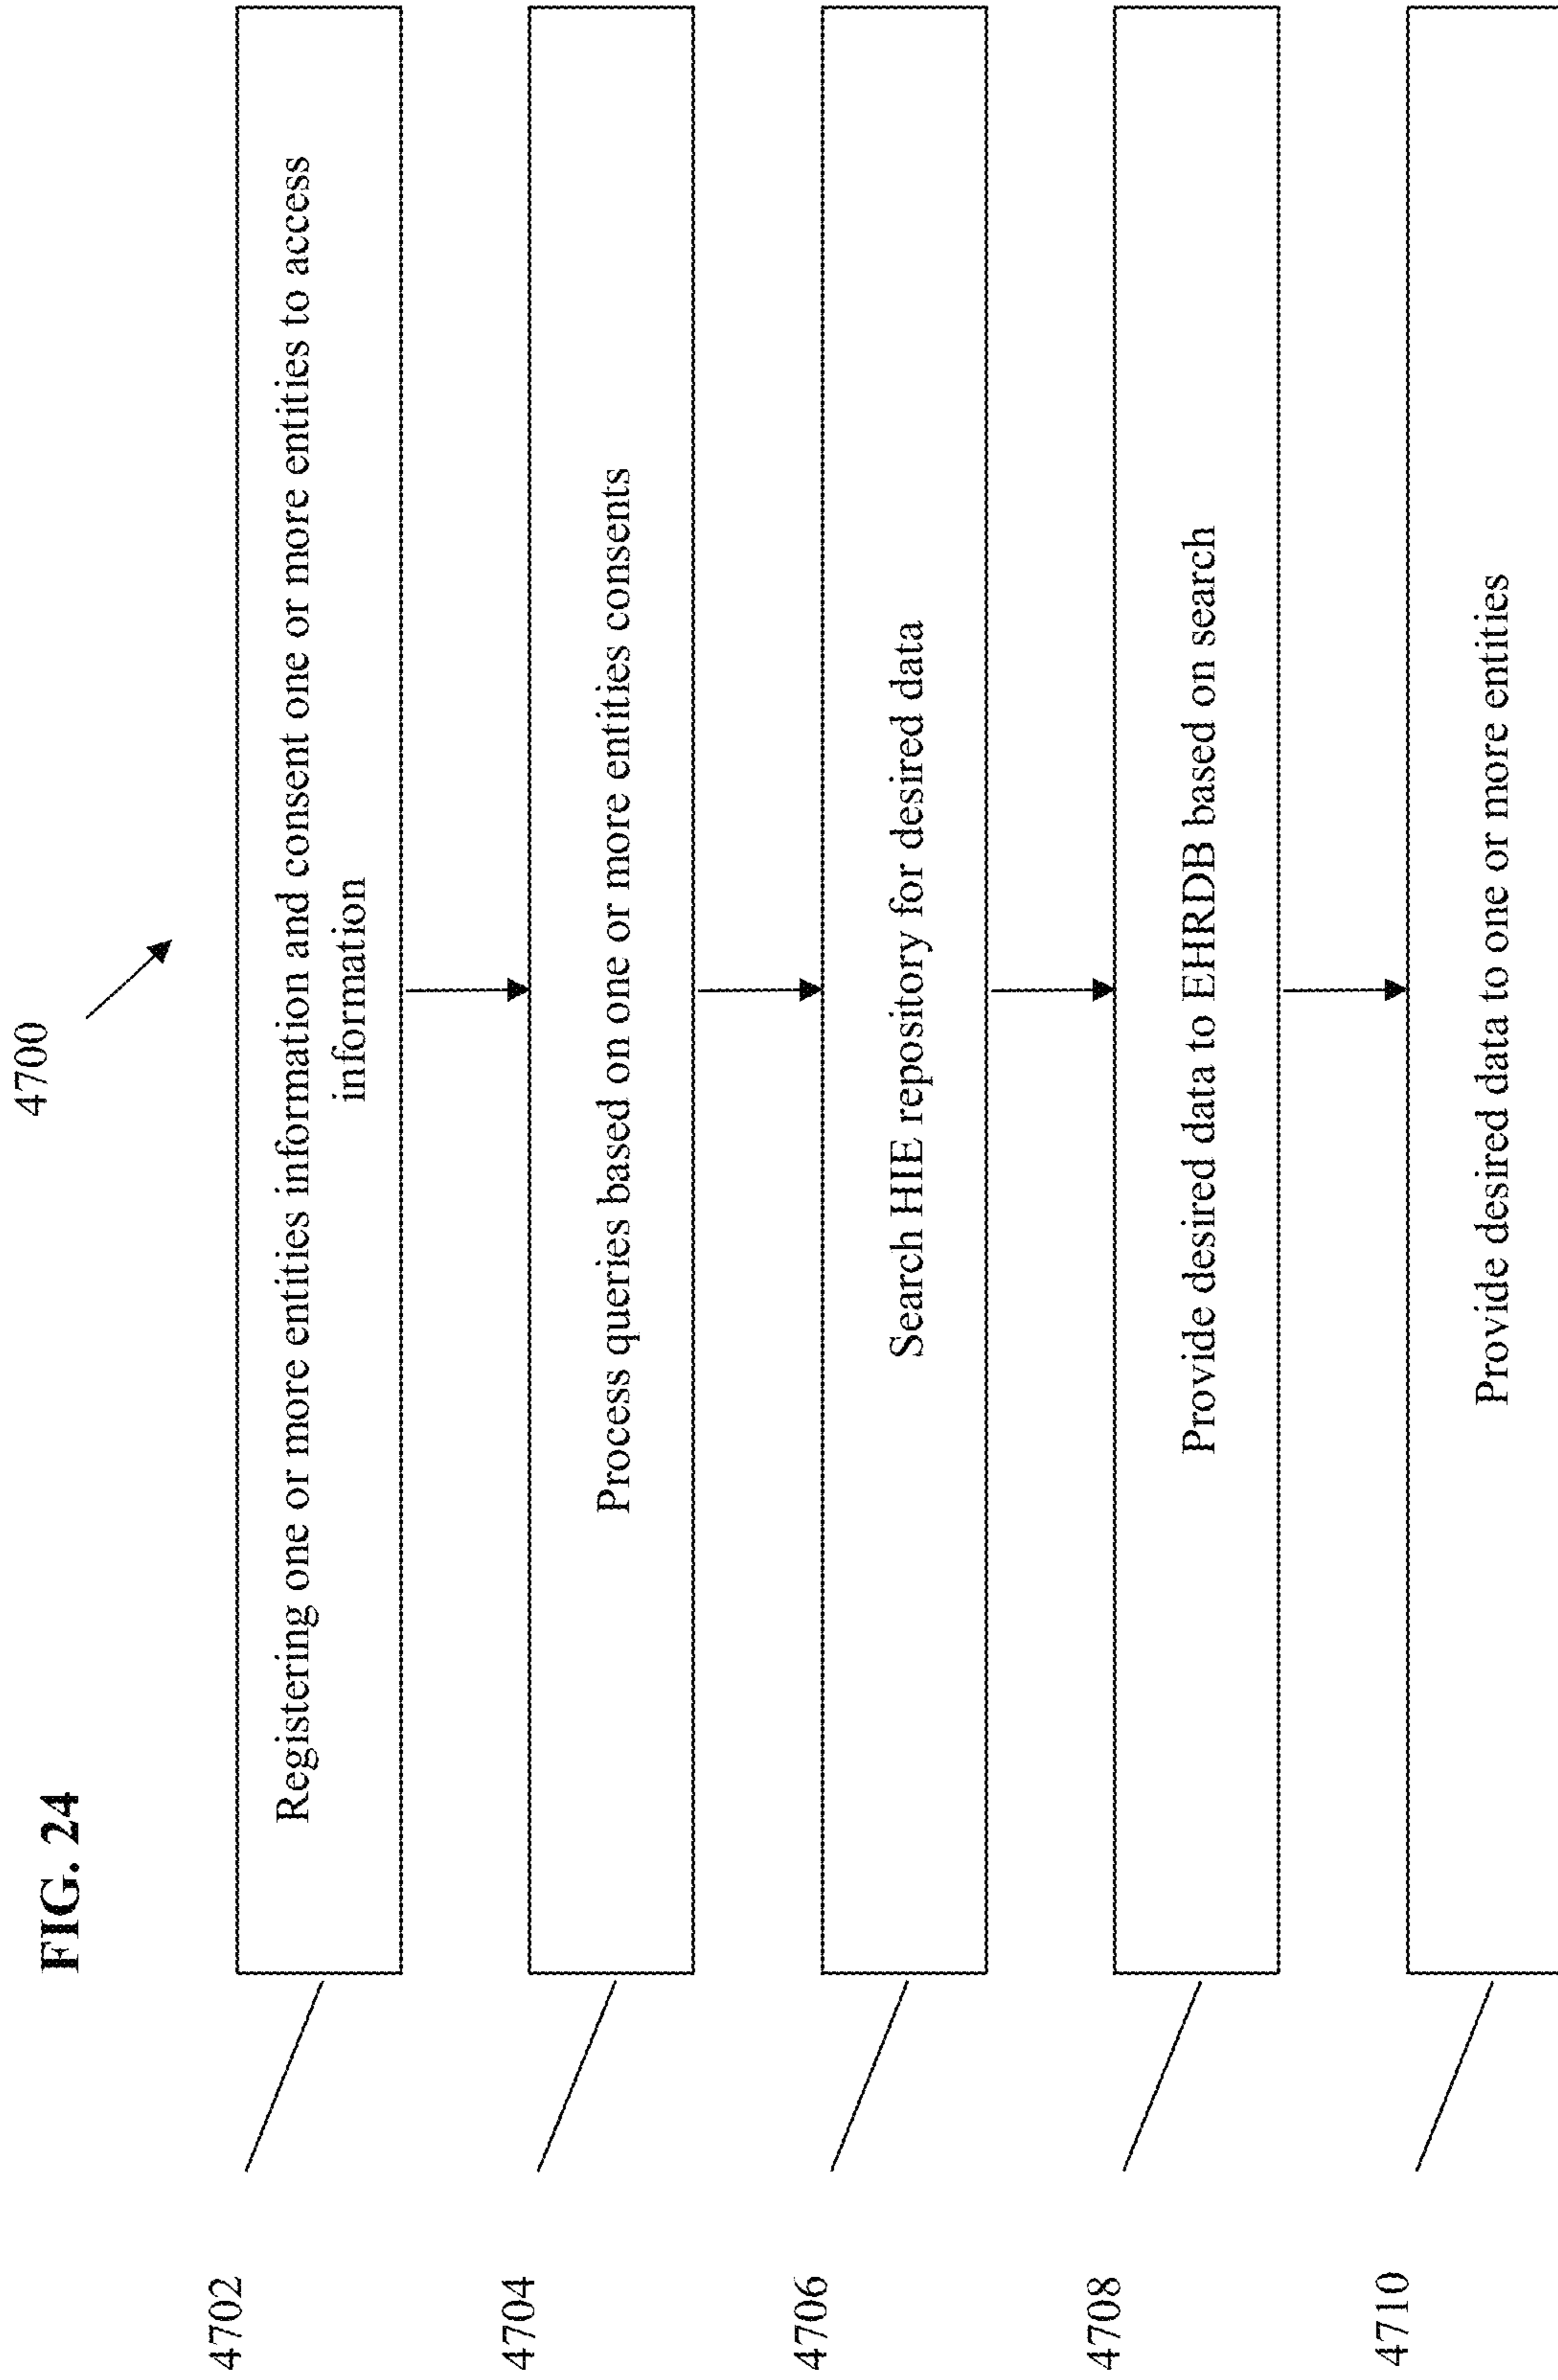 FIG. 24
4700
4702
Registering one or more entities information and consent one or more entities to access
information
4704
Process queries based on one or more entities consents
4706
Search HIE repository for desired data
4708
Provide desired data to EHRDB based on search
4710
Provide desired data to one or more entities